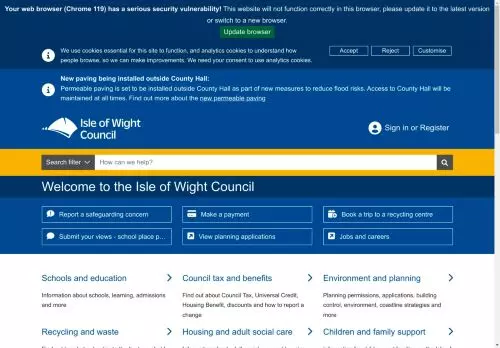 Your web browser (Chrome 119) has a serious security vulnerability! This website will not function correctly in this browser, please update it to the latest version
or switch to a new browser.
Update browser
We use cookies essential for this site to function, and analytics cookies to understand how
people browse, so we can make improvements. We need your consent to use analytics cookies.
Accept
Reject
Customise
New paving being installed outside County Hall:
Permeable paving is set to be installed outside County Hall as part of new measures to reduce flood risks. Access to County Hall will be
maintained at all times. Find out more about the new permeable paving
Isle of Wight
Council
Sign in or Register
Search filter
How can we help?
Welcome to the Isle of Wight Council
Report a safeguarding concern
Make a payment
Book a trip to a recycling centre
Submit your views - school place p...
View planning applications
Jobs and careers
Schools and education
Council tax and benefits
Environment and planning
Information about schools, learning, admissions
and more
Find out about Council Tax, Universal Credit,
Housing Benefit, discounts and how to report a
change
Planning permissions, applications, building
control, environment, coastline strategies and
more
Recycling and waste
Housing and adult social care
Children and family support